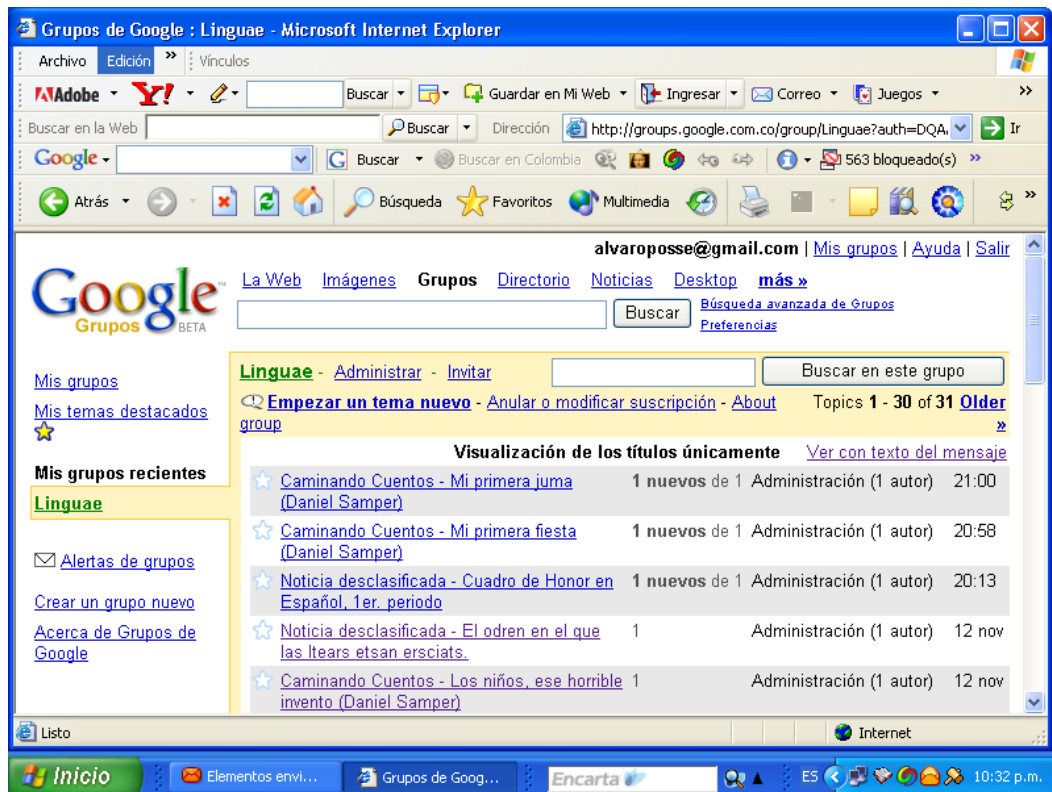 Grupos de Google : Linguae - Microsoft Internet Explorer
Archivo Edición » Vínculos
Adobe Y! Buscar Guardar en Mi Web Ingresar Correo Juegos »
Buscar en la Web Buscar Dirección http://groups.google.com.co/group/Linguae?auth=DQA Ir
Google G Buscar Buscar en Colombia 563 bloqueado(s) »
Atrás Búsqueda Favoritos Multimedia »
alvaroposse@gmail.com | Mis grupos | Ayuda | Salir
Google™
Grupos BETA
La Web Imágenes Grupos Directorio Noticias Desktop más »
Buscar Búsqueda avanzada de Grupos
Preferencias
Mis grupos
Mis temas destacados
Mis grupos recientes
Linguae
Alertas de grupos
Crear un grupo nuevo
Acerca de Grupos de
Google
Linguae - Administrar - Invitar Buscar en este grupo
Empezar un tema nuevo - Anular o modificar suscripción - About Topics 1 - 30 of 31 Older
group »
Visualización de los títulos únicamente Ver con texto del mensaje
Caminando Cuentos - Mi primera juma 1 nuevos de 1 Administración (1 autor) 21:00
(Daniel Samper)
Caminando Cuentos - Mi primera fiesta 1 nuevos de 1 Administración (1 autor) 20:58
(Daniel Samper)
Noticia desclasificada - Cuadro de Honor en 1 nuevos de 1 Administración (1 autor) 20:13
Español, 1er. periodo
Noticia desclasificada - El odren en el que 1 Administración (1 autor) 12 nov
las ltears etsan ersciats.
Caminando Cuentos - Los niños, ese horrible 1 Administración (1 autor) 12 nov
invento (Daniel Samper)
Listo Internet
Inicio Elementos envi... Grupos de Goog... Encarta ES 10:32 p.m.